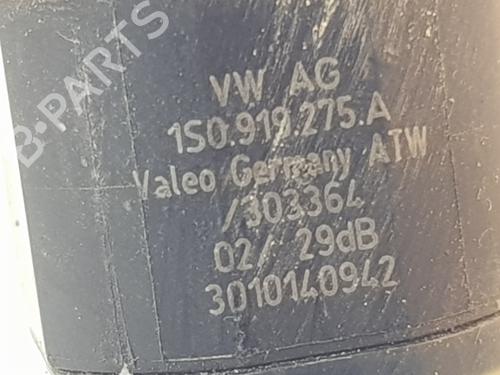 B-PARTS
VW AG
1S0.919.275.A
Valeo Germany ATW
/303364
02/ 29dB
3010140942